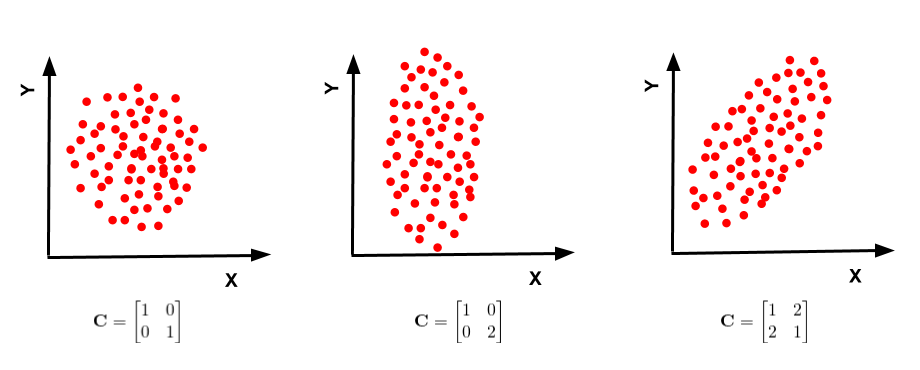 Y
X
C = [1 0
0 1]
Y
X
C = [1 0
0 2]
Y
X
C = [1 2
2 1]